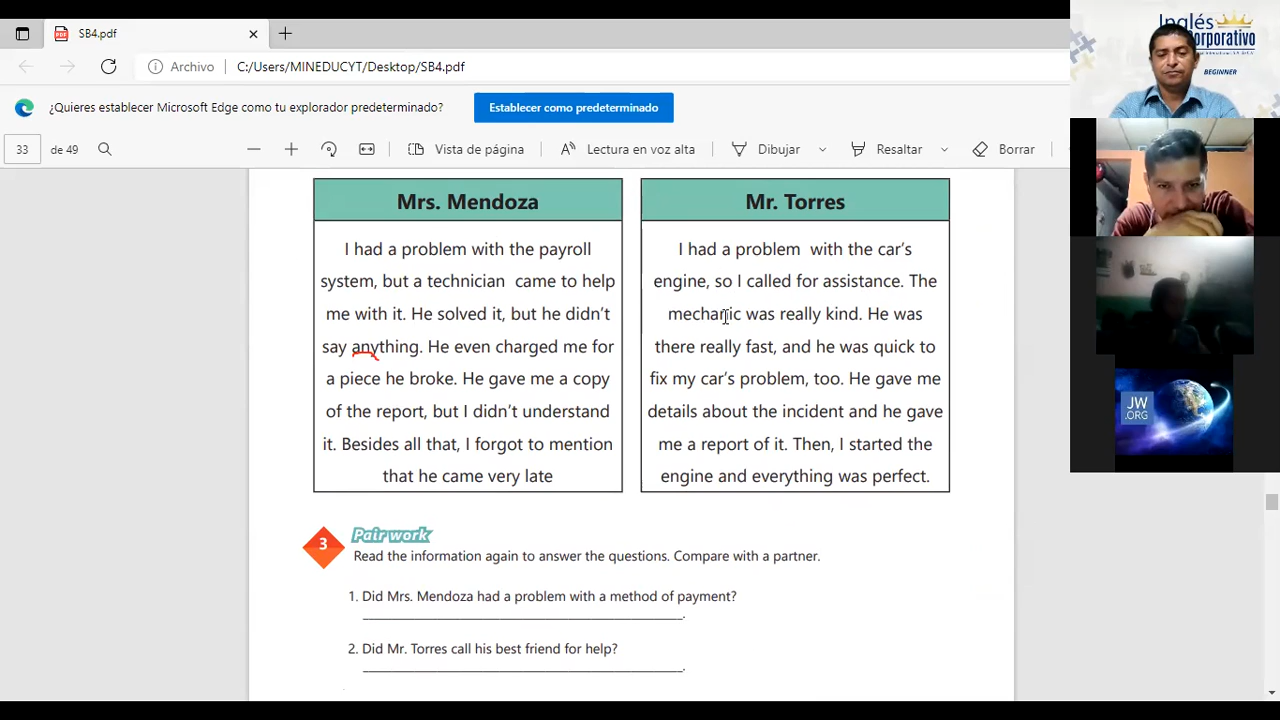 SB4.pdf
Archivo
C:/Users/MINEDUCYT/Desktop/SB4.pdf
¿Quieres establecer Microsoft Edge como tu explorador predeterminado?
Establecer como predeterminado
33
de 49
Vista de página
Lectura en voz alta
Dibujar
Resaltar
Borrar
Mrs. Mendoza
I had a problem with the payroll
system, but a technician came to help
me with it. He solved it, but he didn't
say anything. He even charged me for
a piece he broke. He gave me a copy
of the report, but I didn't understand
it. Besides all that, I forgot to mention
that he came very late
Mr. Torres
I had a problem with the car's
engine, so I called for assistance. The
mechanic was really kind. He was
there really fast, and he was quick to
fix my car's problem, too. He gave me
details about the incident and he gave
me a report of it. Then, I started the
engine and everything was perfect.
3
Pair work
Read the information again to answer the questions. Compare with a partner.
1. Did Mrs. Mendoza had a problem with a method of payment?
2. Did Mr. Torres call his best friend for help?
Inglés
Corporativo
BEGINNER
JW
.ORG